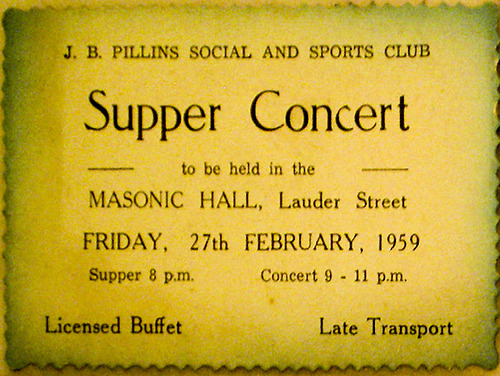 J. B. PILLINS SOCIAL AND SPORTS CLUB
Supper Concert
to be held in the
MASONIC HALL, Lauder Street
FRIDAY, 27th FEBRUARY, 1959
Supper 8 p.m. Concert 9 - 11 p.m.
Licensed Buffet Late Transport